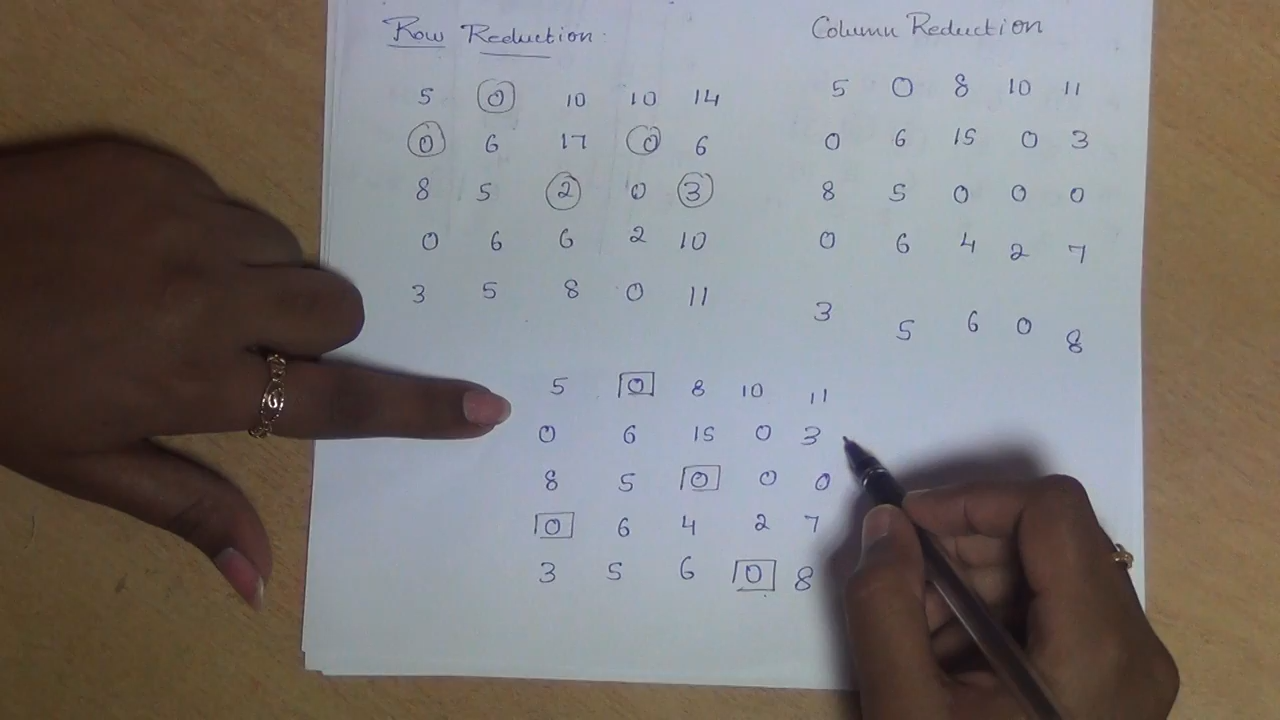 Row Reduction:
5 0 10 10 14
0 6 17 0 6
8 5 2 0 3
0 6 6 2 10
3 5 8 0 11
Column Reduction
5 0 8 10 11
0 6 15 0 3
8 5 0 0 0
0 6 4 2 7
3 5 6 0 8
5 0 8 10 11
0 6 15 0 3
8 5 0 0 0
0 6 4 2 7
3 5 6 0 8